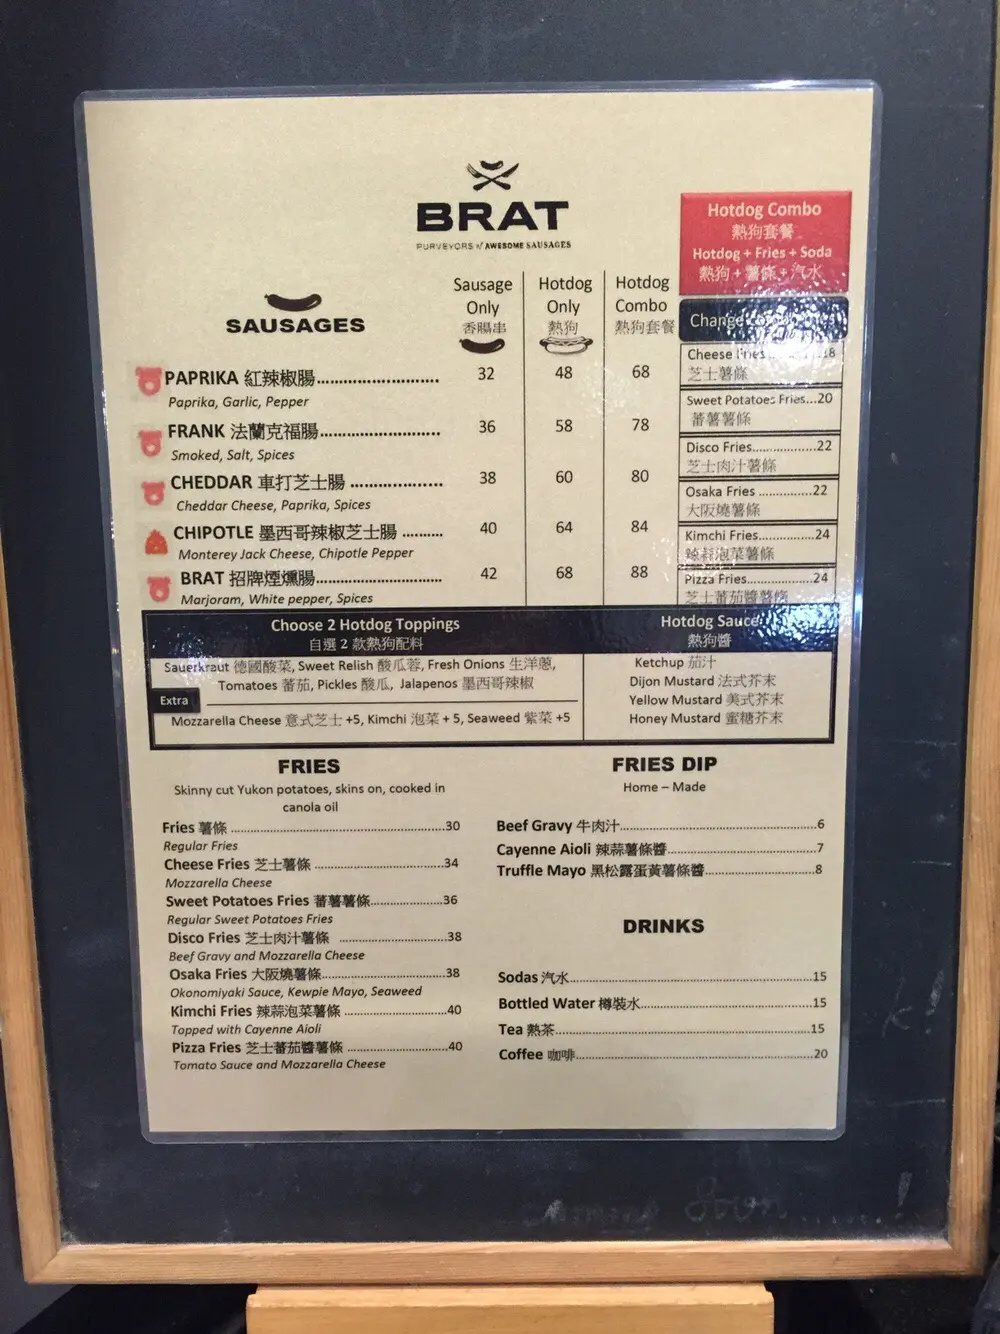 BRAT
PURVEYORS of AWESOME SAUSAGES
Hotdog Combo
熱狗套餐
Hotdog + Fries + Soda
熱狗 + 薯條 + 汽水
SAUSAGES
Sausage Only 香腸串
Hotdog Only 熱狗
Hotdog Combo 熱狗套餐
PAPRIKA 紅辣椒腸 32 48 68
Paprika, Garlic, Pepper
FRANK 法蘭克福腸 36 58 78
Smoked, Salt, Spices
CHEDDAR 車打芝士腸 38 60 80
Cheddar Cheese, Paprika, Spices
CHIPOTLE 墨西哥辣椒芝士腸 40 64 84
Monterey Jack Cheese, Chipotle Pepper
BRAT 招牌煙燻腸 42 68 88
Marjoram, White pepper, Spices
Change
Cheese Fries 18
芝士薯條
Sweet Potatoes Fries...20
蕃薯薯條
Disco Fries 22
芝士肉汁薯條
Osaka Fries 22
大阪燒薯條
Kimchi Fries 24
辣蒜泡菜薯條
Pizza Fries 24
芝士蕃茄醬薯條
Choose 2 Hotdog Toppings
自選 2 款熱狗配料
Sauerkraut 德國酸菜, Sweet Relish 酸瓜蓉, Fresh Onions 生洋蔥,
Tomatoes 蕃茄, Pickles 酸瓜, Jalapenos 墨西哥辣椒
Extra
Mozzarella Cheese 意式芝士 +5, Kimchi 泡菜 + 5, Seaweed 紫菜 +5
Hotdog Sauce
熱狗醬
Ketchup 茄汁
Dijon Mustard 法式芥末
Yellow Mustard 美式芥末
Honey Mustard 蜜糖芥末
FRIES
Skinny cut Yukon potatoes, skins on, cooked in
canola oil
Fries 薯條 30
Regular Fries
Cheese Fries 芝士薯條 34
Mozzarella Cheese
Sweet Potatoes Fries 蕃薯薯條 36
Regular Sweet Potatoes Fries
Disco Fries 芝士肉汁薯條 38
Beef Gravy and Mozzarella Cheese
Osaka Fries 大阪燒薯條 38
Okonomiyaki Sauce, Kewpie Mayo, Seaweed
Kimchi Fries 辣蒜泡菜薯條 40
Topped with Cayenne Aioli
Pizza Fries 芝士蕃茄醬薯條 40
Tomato Sauce and Mozzarella Cheese
FRIES DIP
Home – Made
Beef Gravy 牛肉汁 6
Cayenne Aioli 辣蒜薯條醬 7
Truffle Mayo 黑松露蛋黃薯條醬 8
DRINKS
Sodas 汽水 15
Bottled Water 樽裝水 15
Tea 熱茶 15
Coffee 咖啡 20